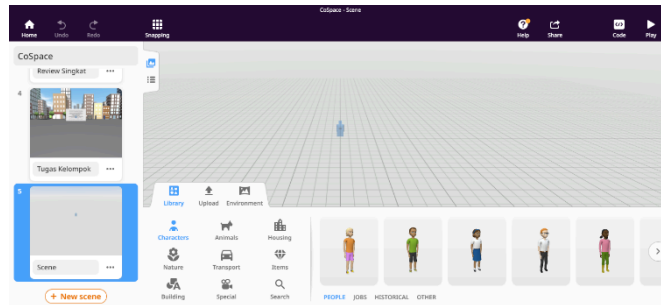 CoSpace - Scene
Home
Undo
Redo
Snapping
Help
Share
Code
Play
CoSpace
Review Singkat
4
Tugas Kelompok
5
Scene
+ New scene
Library
Upload
Environment
Characters
Animals
Housing
Nature
Transport
Items
Building
Special
Search
PEOPLE JOBS HISTORICAL OTHER